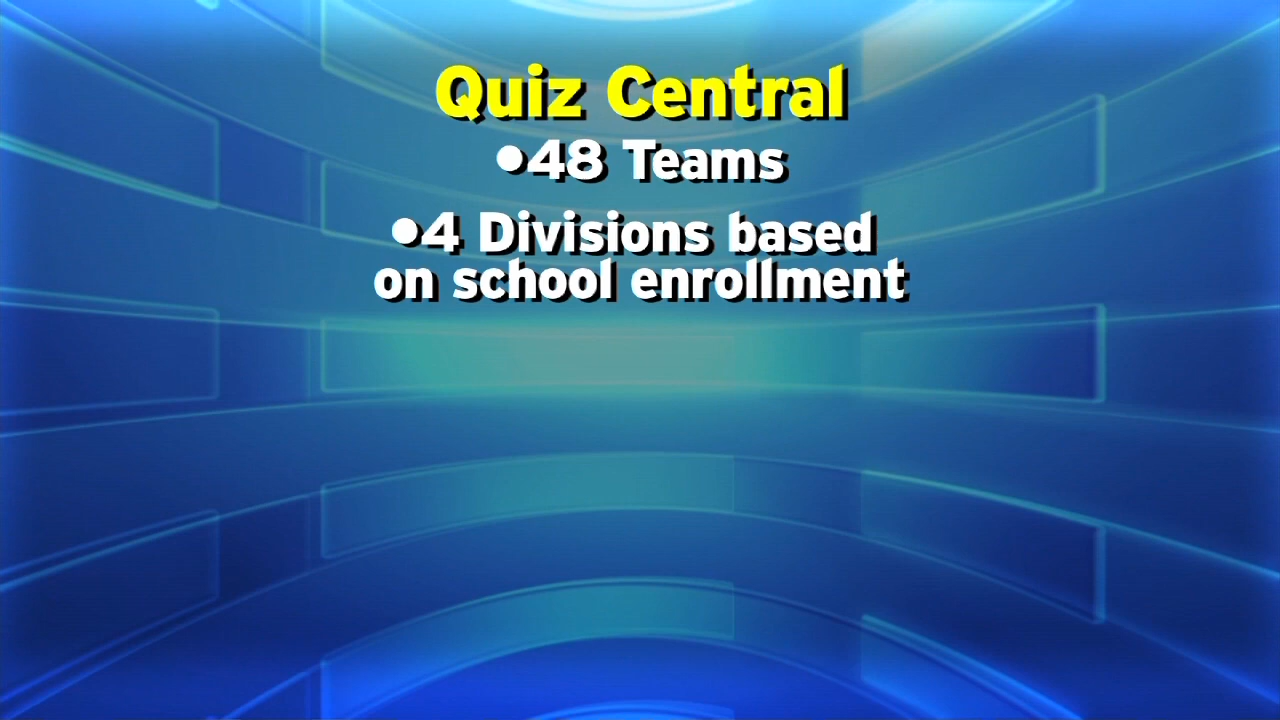 Quiz Central
•48 Teams
•4 Divisions based
on school enrollment